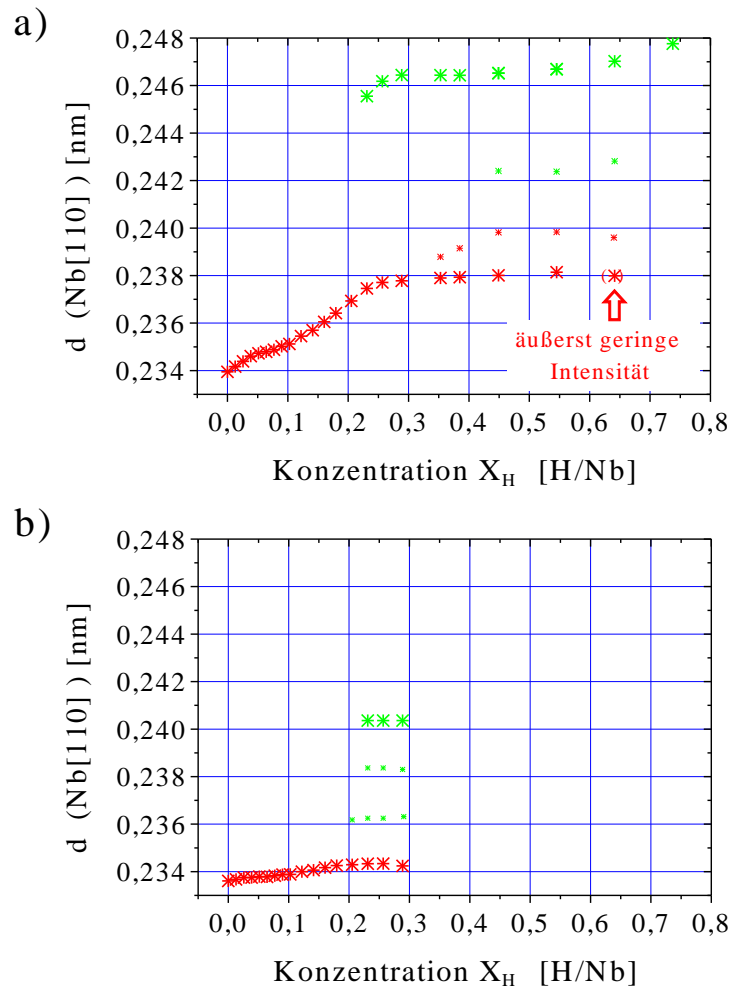 a)
0,248
0,246
0,244
0,242
0,240
0,238
0,236
0,234
d (Nb[110] ) [nm]
( )
äußerst geringe
Intensität
0,0 0,1 0,2 0,3 0,4 0,5 0,6 0,7 0,8
Konzentration X_H [H/Nb]
b)
0,248
0,246
0,244
0,242
0,240
0,238
0,236
0,234
d (Nb[110] ) [nm]
0,0 0,1 0,2 0,3 0,4 0,5 0,6 0,7 0,8
Konzentration X_H [H/Nb]